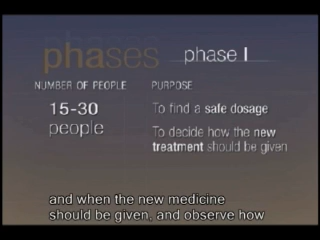 phases phase I
NUMBER OF PEOPLE PURPOSE
15-30
people
To find a safe dosage
To decide how the new
treatment should be given
and when the new medicine
should be given, and observe how